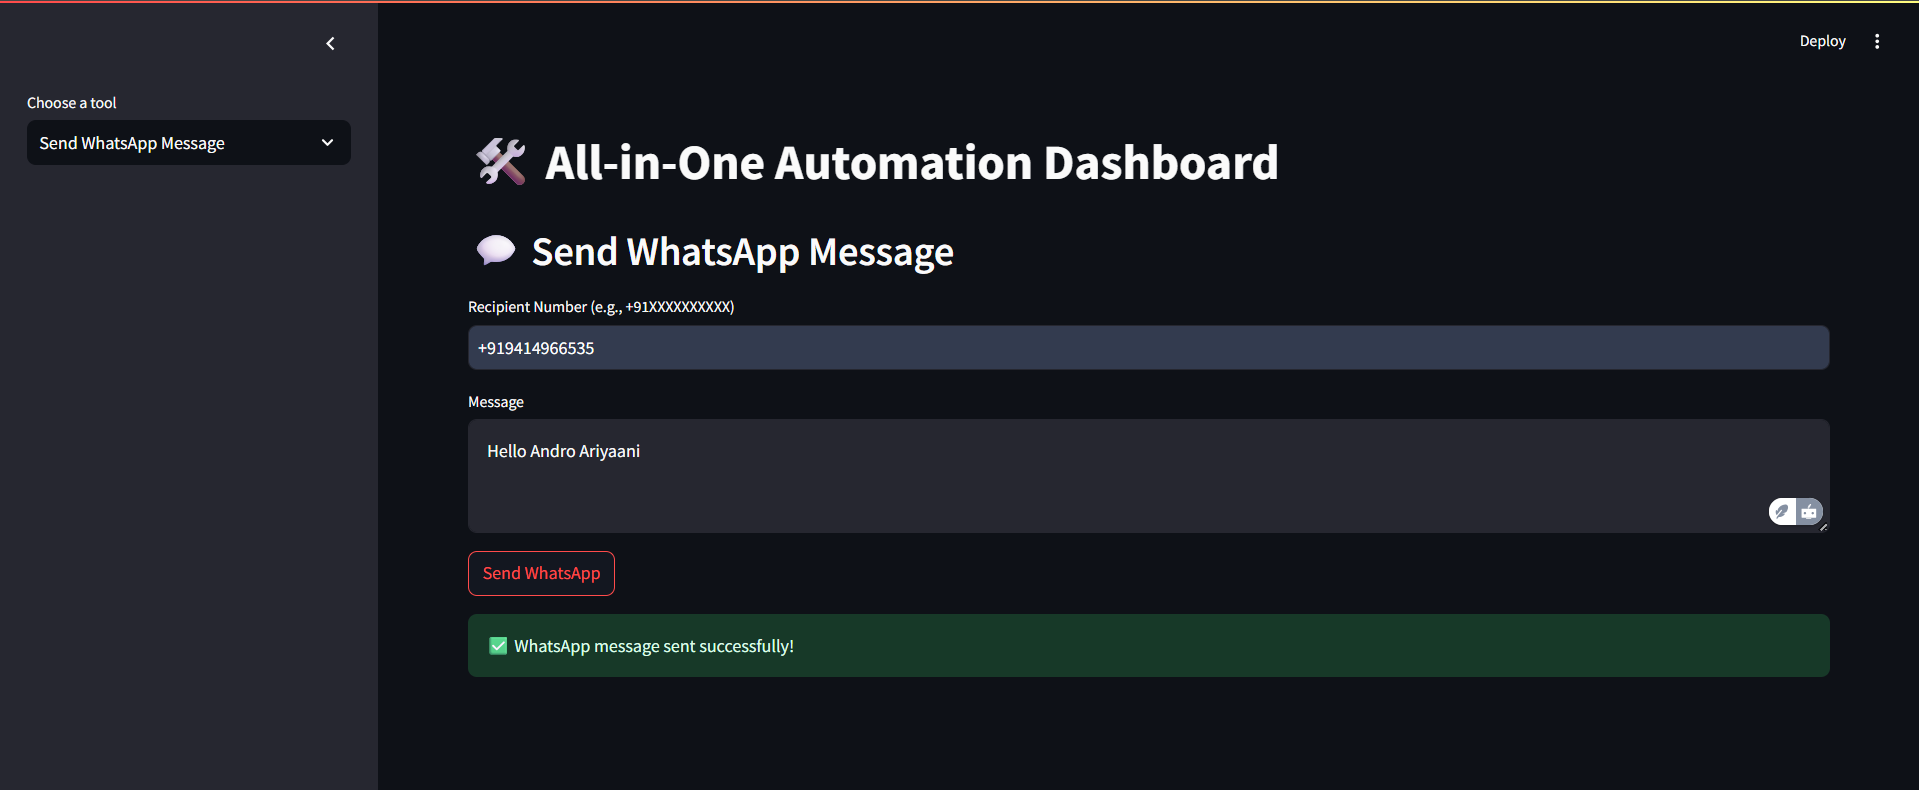 Deploy
Choose a tool
Send WhatsApp Message
All-in-One Automation Dashboard
Send WhatsApp Message
Recipient Number (e.g., +91XXXXXXXXXX)
+919414966535
Message
Hello Andro Ariyaani
Send WhatsApp
WhatsApp message sent successfully!